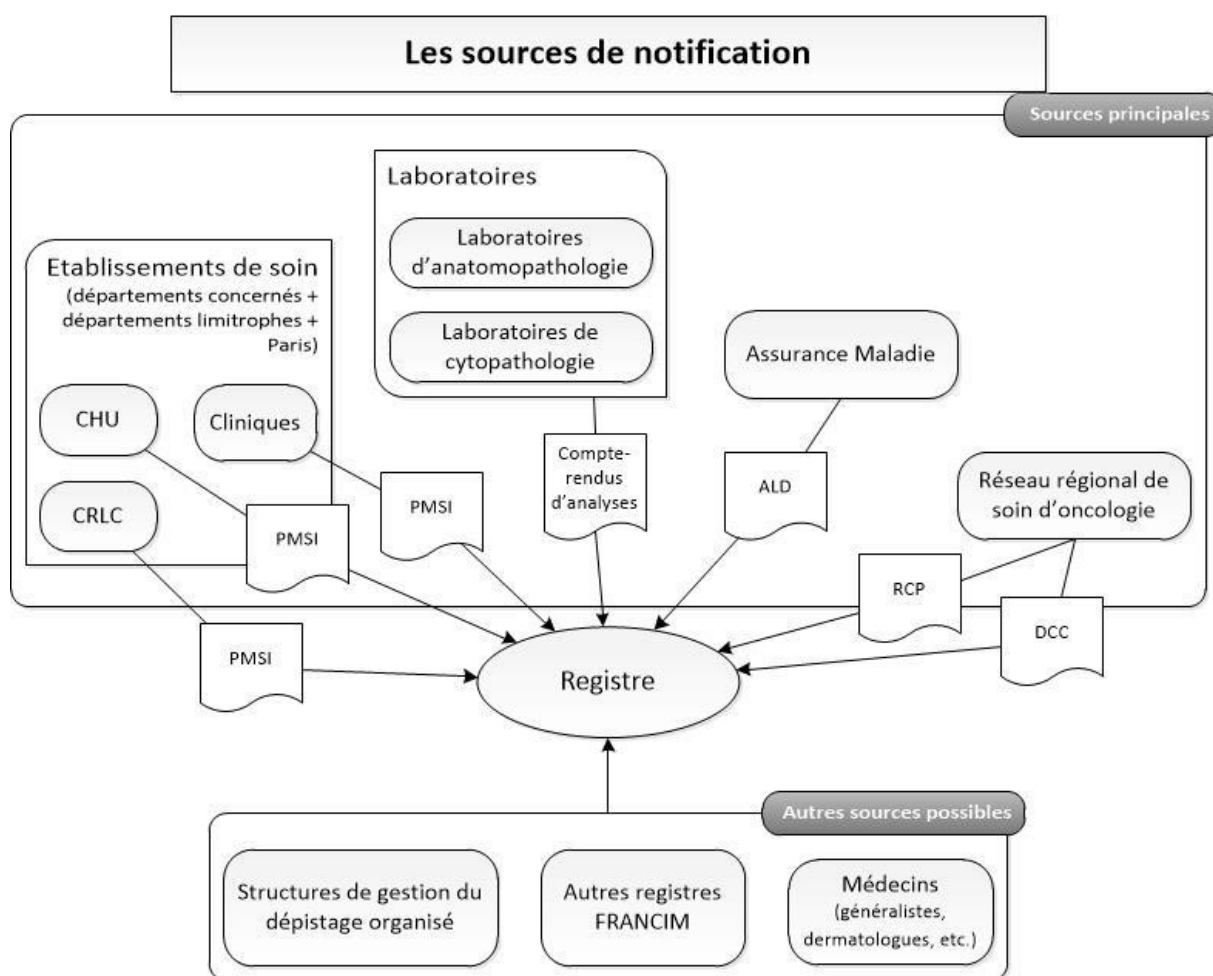 Les sources de notification
Sources principales
Laboratoires
Laboratoires
d'anatomopathologie
Laboratoires de
cytopathologie
Etablissements de soin
(départements concernés +
départements limitrophes +
Paris)
CHU
Cliniques
CRLC
Assurance Maladie
Réseau régional de
soin d'oncologie
PMSI
PMSI
Compte-
rendus
d'analyses
ALD
RCP
DCC
PMSI
Registre
Autres sources possibles
Structures de gestion du
dépistage organisé
Autres registres
FRANCIM
Médecins
(généralistes,
dermatologues, etc.)